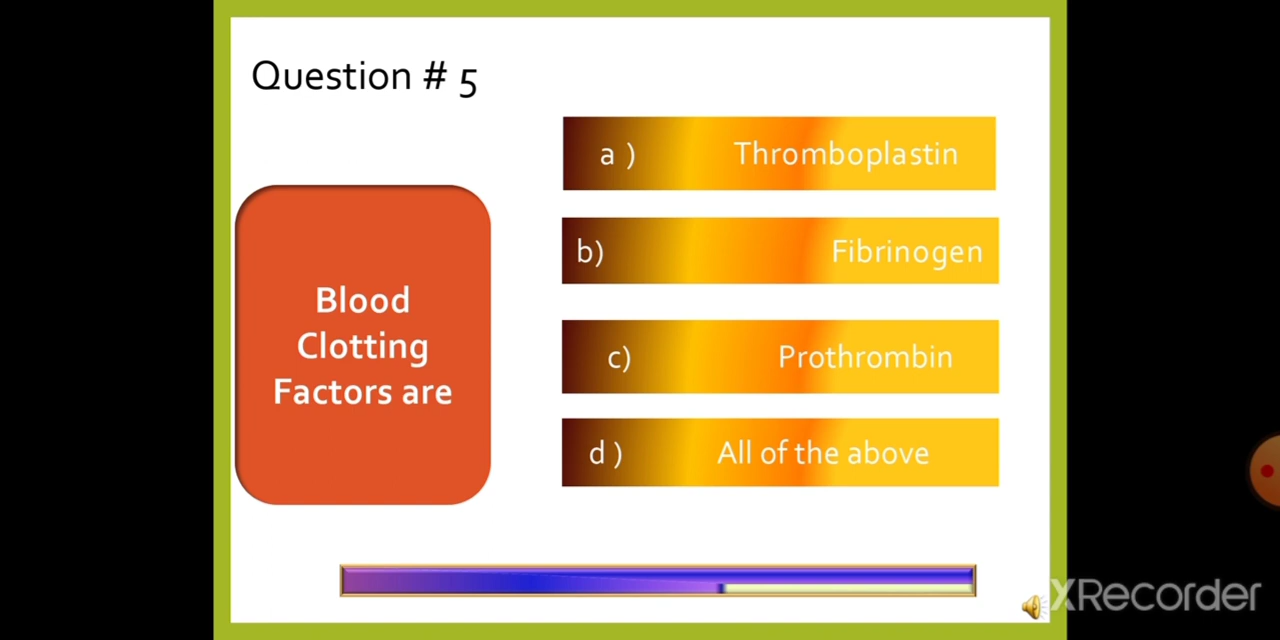 Question # 5
Blood
Clotting
Factors are
a ) Thromboplastin
b) Fibrinogen
c) Prothrombin
d ) All of the above
XRecorder